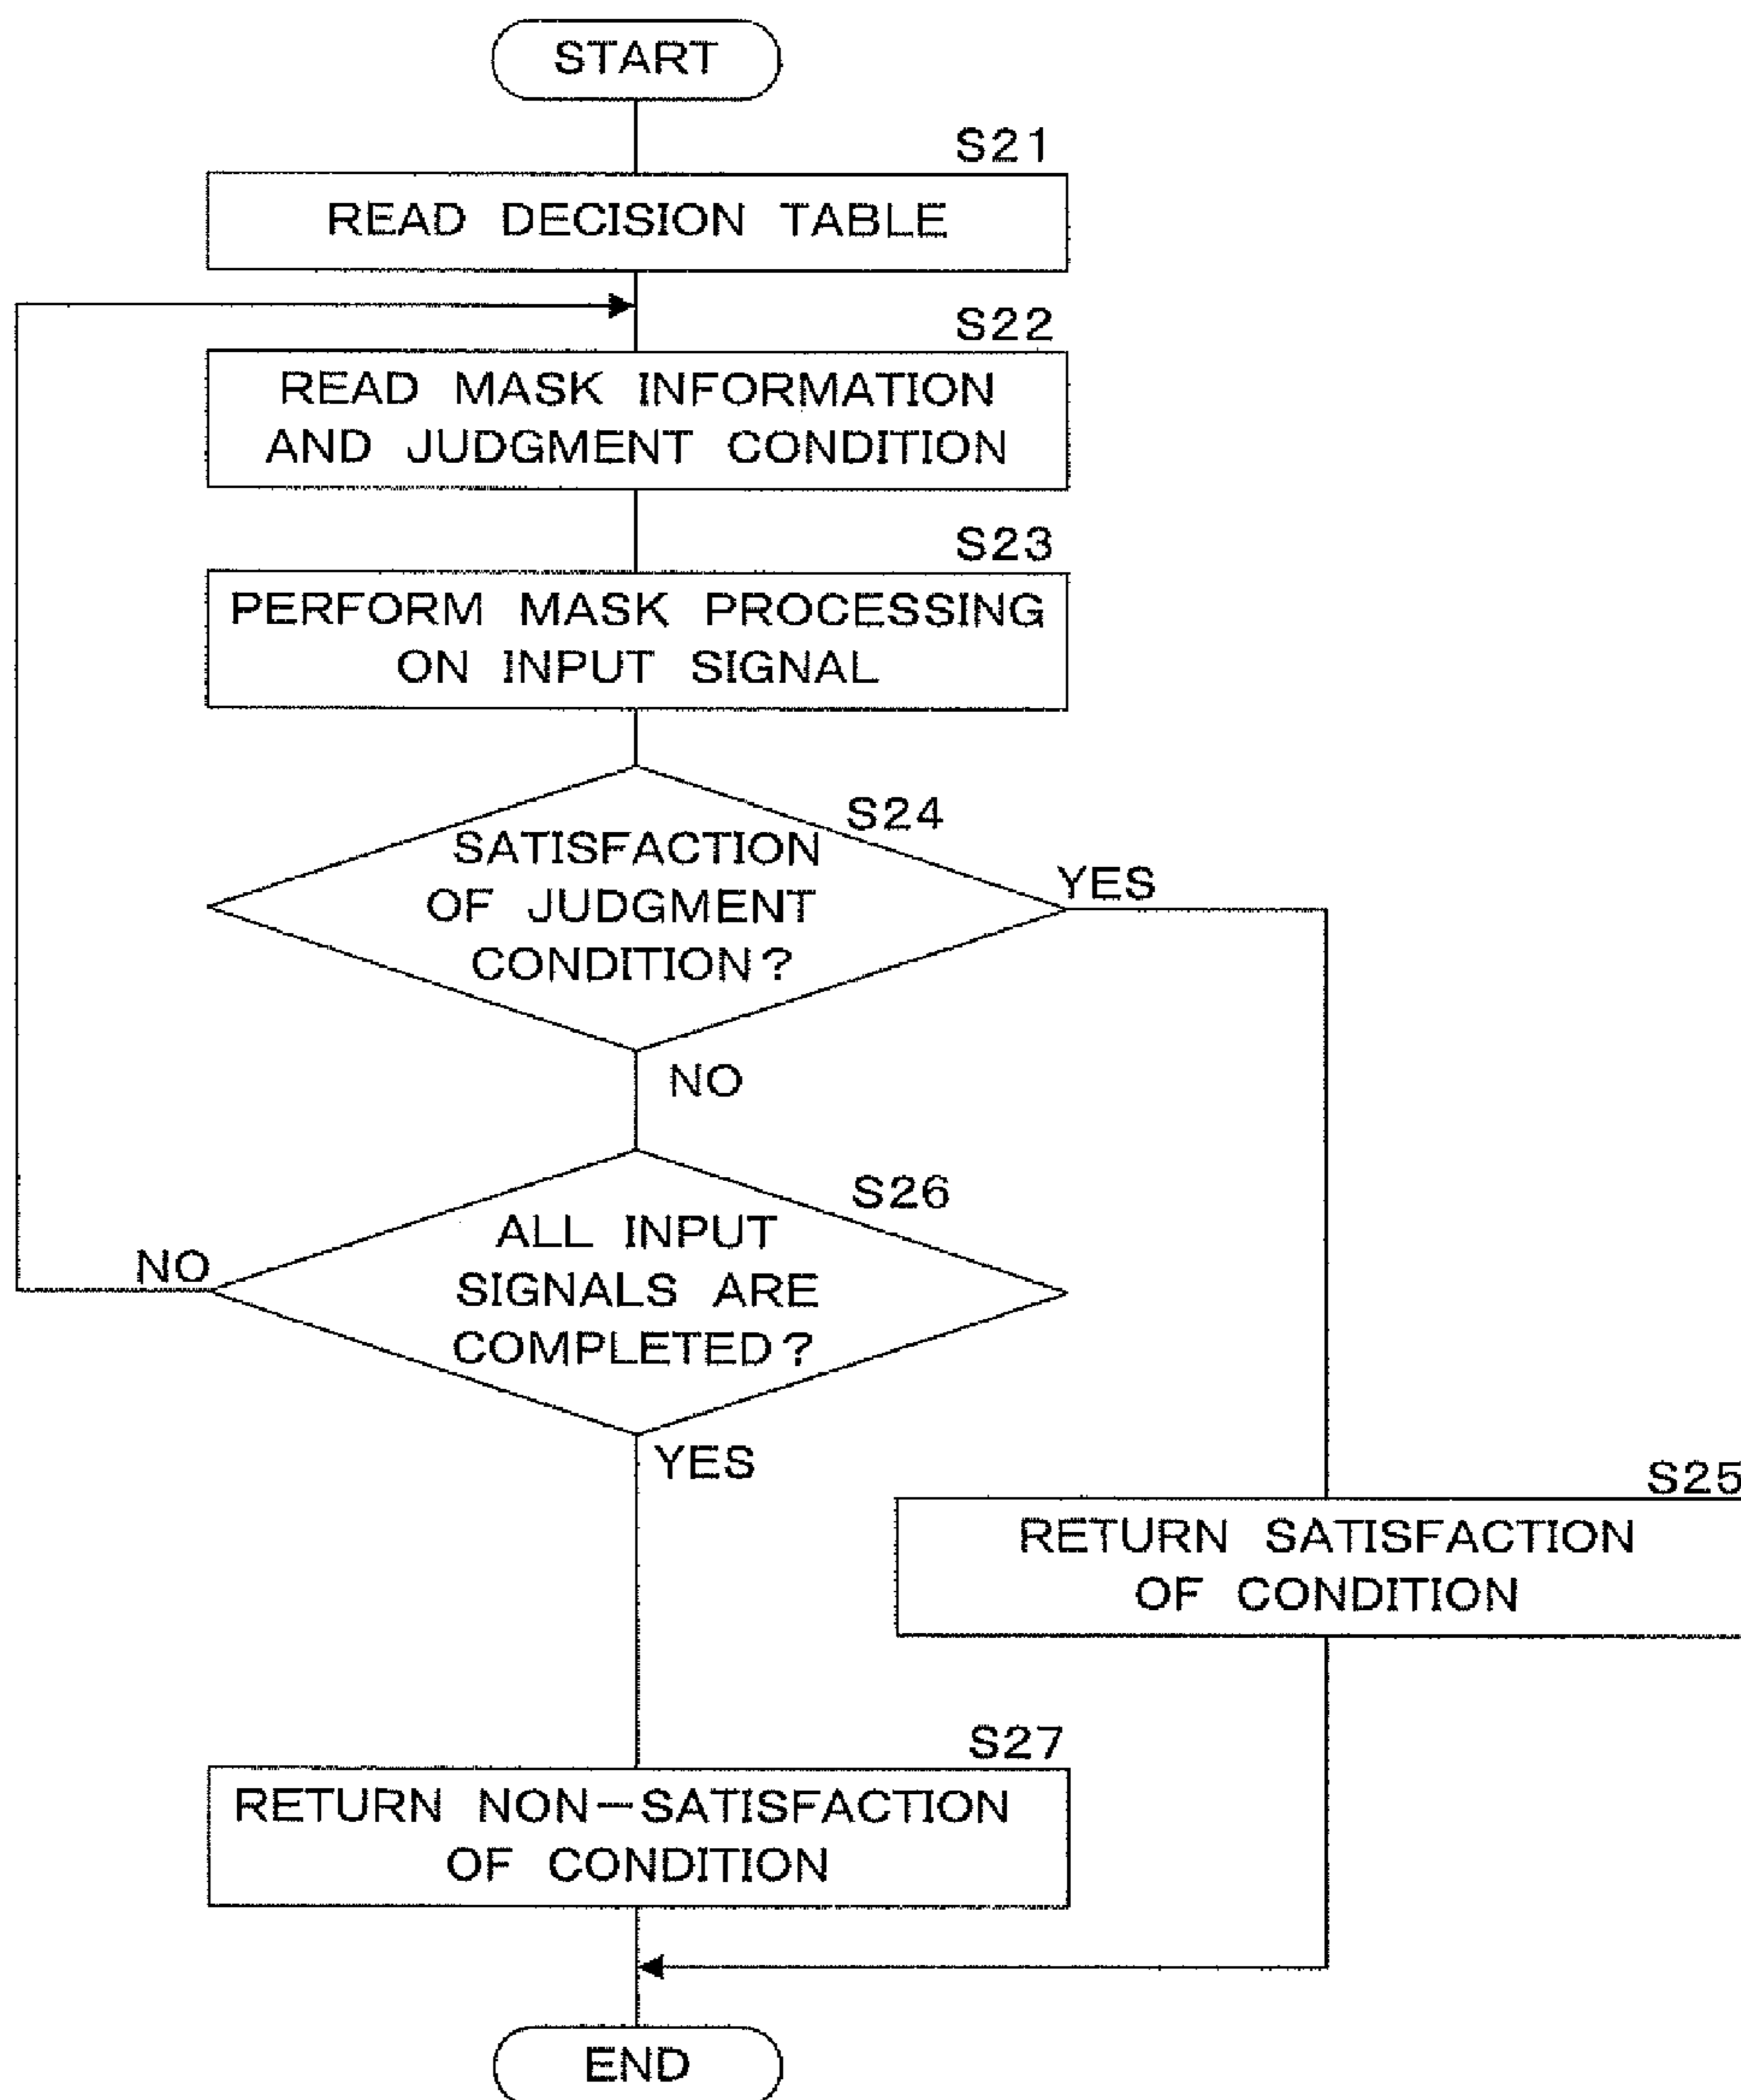 START
S21
READ DECISION TABLE
S22
READ MASK INFORMATION
AND JUDGMENT CONDITION
S23
PERFORM MASK PROCESSING
ON INPUT SIGNAL
S24
SATISFACTION
OF JUDGMENT
CONDITION?
YES
NO
S26
ALL INPUT
SIGNALS ARE
COMPLETED?
NO
YES
S25
RETURN SATISFACTION
OF CONDITION
S27
RETURN NON-SATISFACTION
OF CONDITION
END